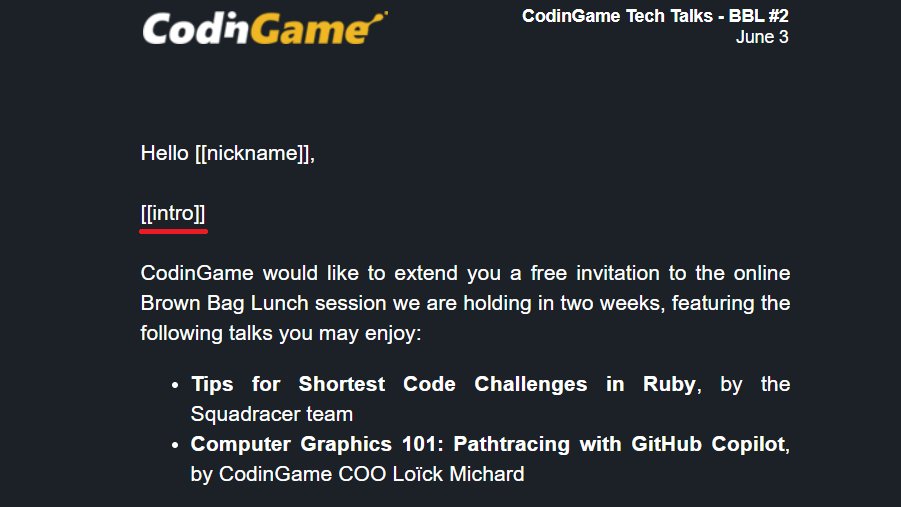 CodinGame
CodinGame Tech Talks - BBL #2
June 3
Hello [[nickname]],
[[intro]]
CodinGame would like to extend you a free invitation to the online
Brown Bag Lunch session we are holding in two weeks, featuring the
following talks you may enjoy:
• Tips for Shortest Code Challenges in Ruby, by the
Squadracer team
• Computer Graphics 101: Pathtracing with GitHub Copilot,
by CodinGame COO Loïck Michard